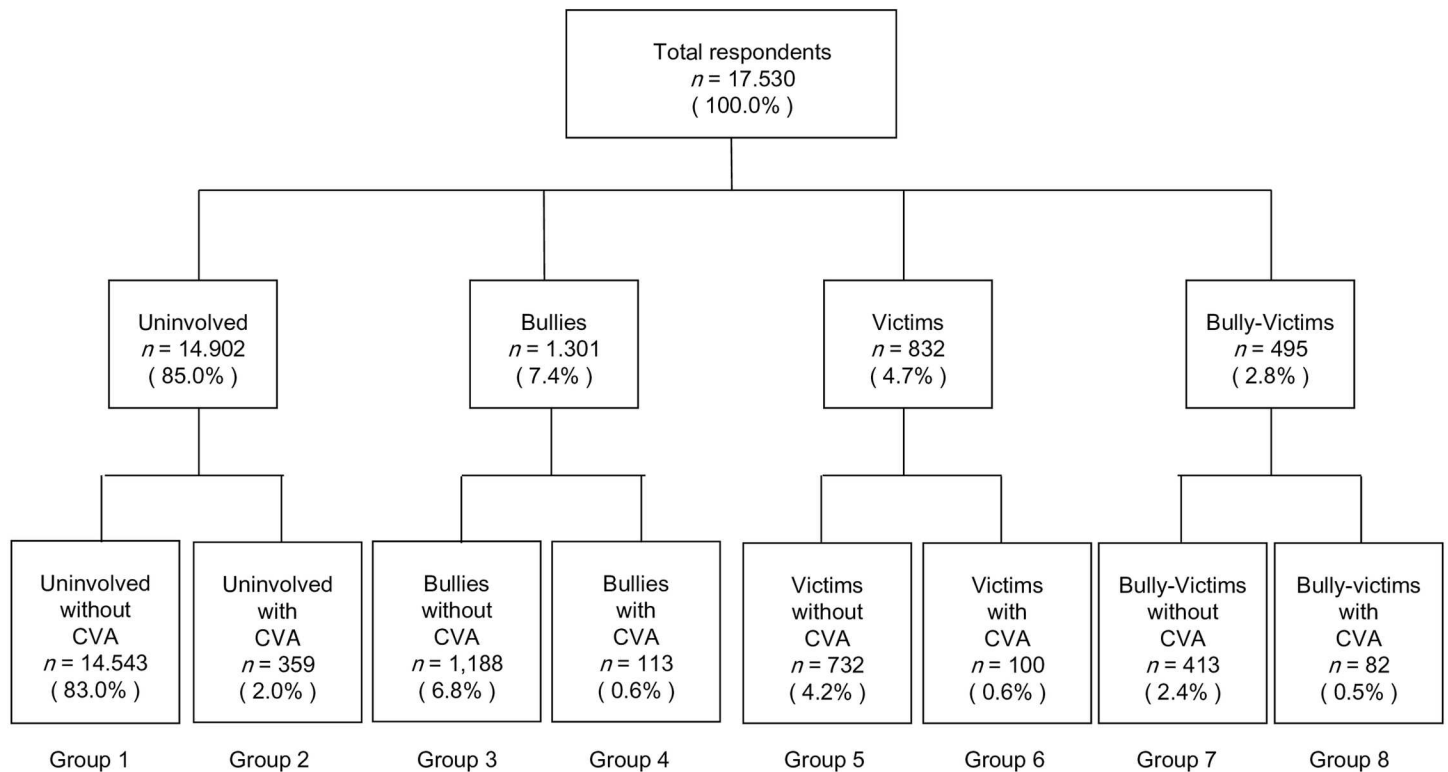 Total respondents
n = 17.530
( 100.0% )
Uninvolved
n = 14.902
( 85.0% )
Bullies
n = 1.301
( 7.4% )
Victims
n = 832
( 4.7% )
Bully-Victims
n = 495
( 2.8% )
Uninvolved
without
CVA
n = 14.543
( 83.0% )
Uninvolved
with
CVA
n = 359
( 2.0% )
Bullies
without
CVA
n = 1,188
( 6.8% )
Bullies
with
CVA
n = 113
( 0.6% )
Victims
without
CVA
n = 732
( 4.2% )
Victims
with
CVA
n = 100
( 0.6% )
Bully-Victims
without
CVA
n = 413
( 2.4% )
Bully-victims
with
CVA
n = 82
( 0.5% )
Group 1
Group 2
Group 3
Group 4
Group 5
Group 6
Group 7
Group 8